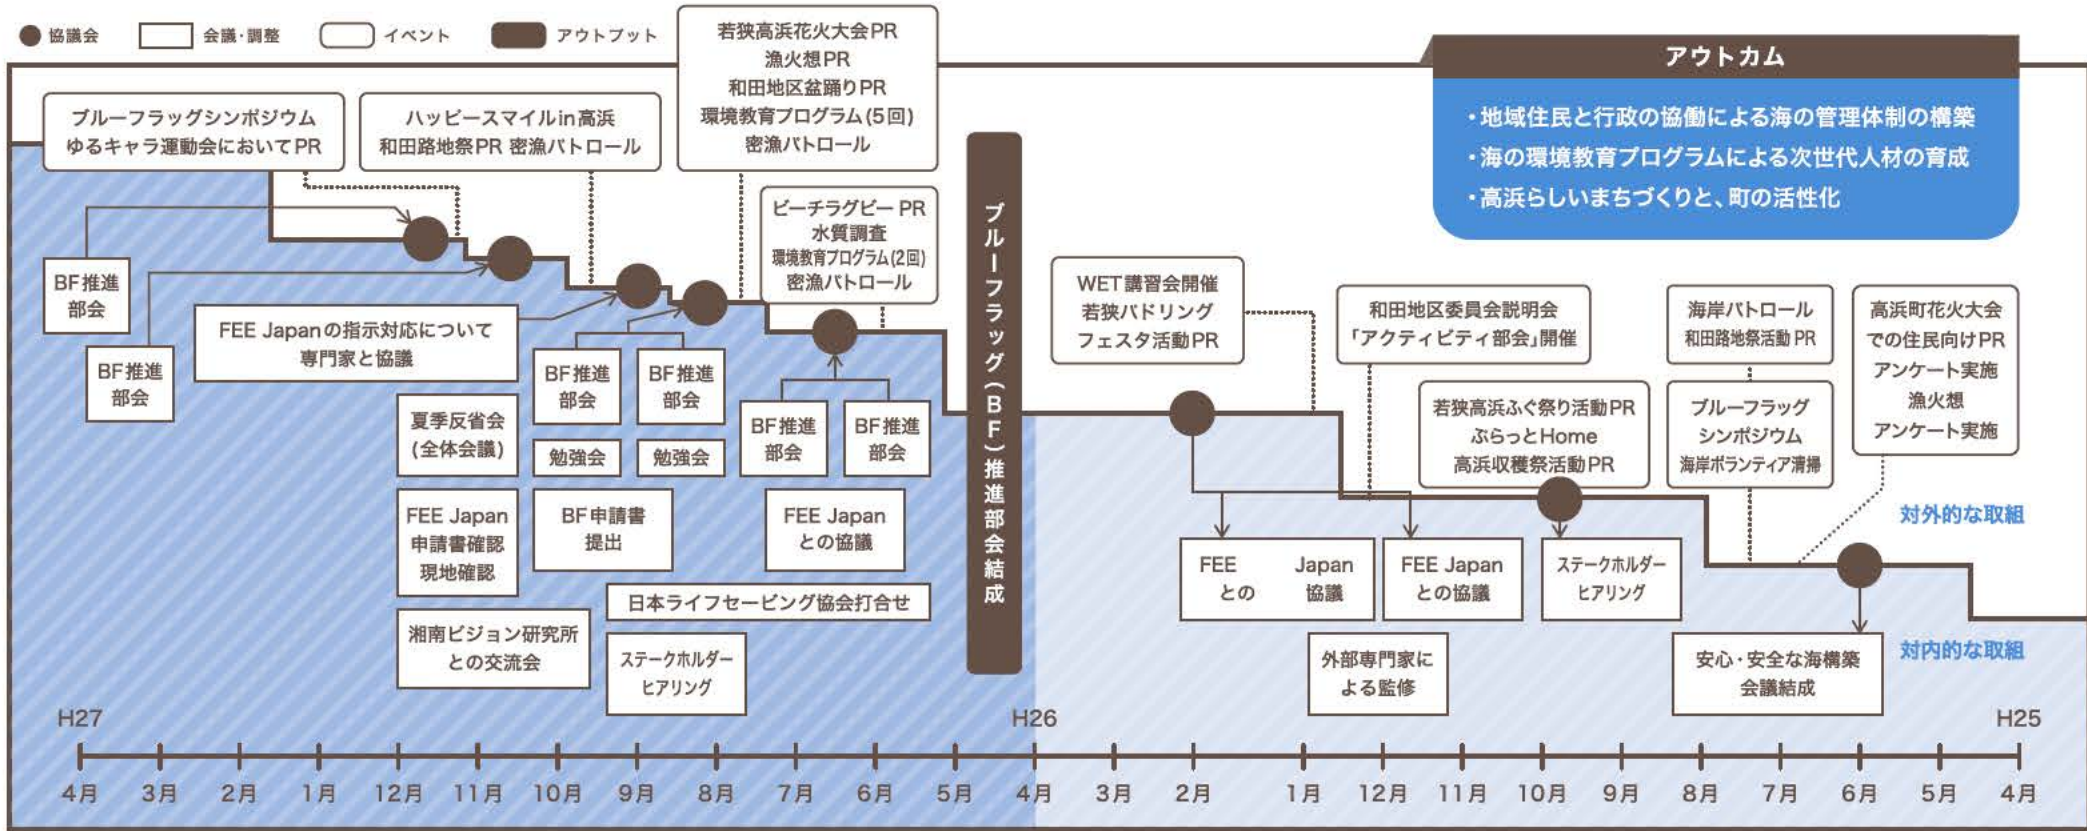 協議会
会議・調整
イベント
アウトプット
ブルーフラッグシンポジウム
ゆるキャラ運動会においてPR
ハッピースマイルin高浜
和田路地祭PR 密漁パトロール
若狭高浜花火大会PR
漁火想PR
和田地区盆踊りPR
環境教育プログラム(5回)
密漁パトロール
ビーチラグビー PR
水質調査
環境教育プログラム(2回)
密漁パトロール
アウトカム
・地域住民と行政の協働による海の管理体制の構築
・海の環境教育プログラムによる次世代人材の育成
・高浜らしいまちづくりと、町の活性化
BF推進
部会
BF推進
部会
FEE Japanの指示対応について
専門家と協議
夏季反省会
(全体会議)
FEE Japan
申請書確認
現地確認
湘南ビジョン研究所
との交流会
BF推進
部会
BF推進
部会
勉強会
勉強会
BF申請書
提出
日本ライフセービング協会打合せ
ステークホルダー
ヒアリング
BF推進
部会
BF推進
部会
FEE Japan
との協議
ブルーフラッグ(BF)推進部会結成
WET講習会開催
若狭パドリング
フェスタ活動PR
和田地区委員会説明会
「アクティビティ部会」開催
若狭高浜ふぐ祭り活動PR
ぷらっとHome
高浜収穫祭活動PR
海岸パトロール
和田路地祭活動PR
ブルーフラッグ
シンポジウム
海岸ボランティア清掃
高浜町花火大会
での住民向けPR
アンケート実施
漁火想
アンケート実施
対外的な取組
FEE Japan
との 協議
FEE Japan
との協議
ステークホルダー
ヒアリング
外部専門家に
よる監修
安心・安全な海構築
会議結成
対内的な取組
H27
H26
H25
4月 3月 2月 1月 12月 11月 10月 9月 8月 7月 6月 5月 4月 3月 2月 1月 12月 11月 10月 9月 8月 7月 6月 5月 4月